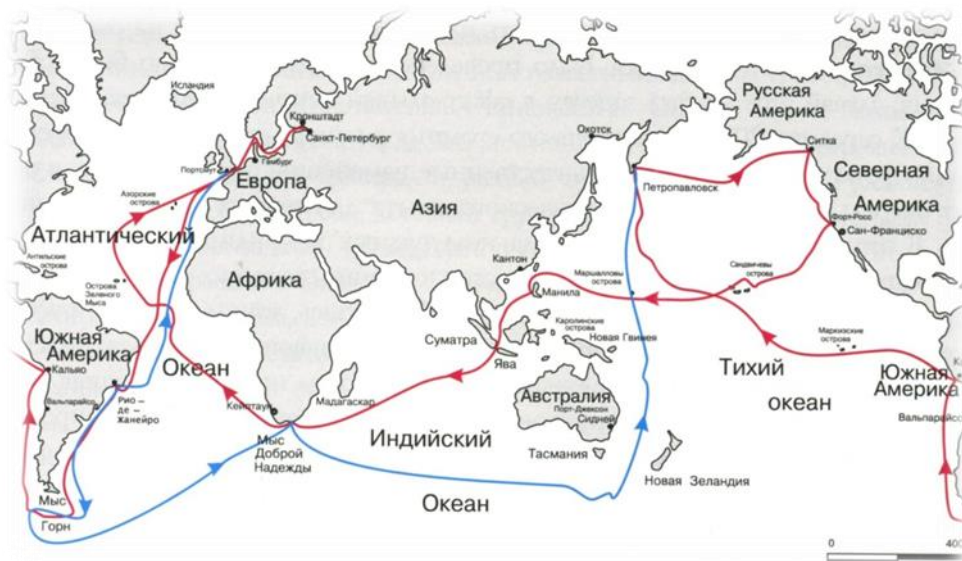 Исландия
Кронштадт
Санкт-Петербург
Гамбург
Портсмут
Европа
Азорские
острова
Атлантический
Антильские
острова
Острова
Зеленого
Мыса
Африка
Азия
Охотск
Петропавловск
Русская
Америка
Ситка
Северная
Америка
Форт-Росс
Сан-Франциско
Кантон
Маршалловы
острова
Сандвичевы
острова
Манила
Каролинские
острова
Новая Гвинея
Суматра
Ява
Маркизские
острова
Южная
Америка
Кальяо
Океан
Вальпарайсо
Рио –
де –
Жанейро
Кейптаун
Мадагаскар
Австралия
Порт-Джексон
Сидней
Тихий
океан
Южная
Америка
Вальпарайсо
Мыс
Доброй
Надежды
Индийский
Океан
Тасмания
Новая Зеландия
Мыс
Горн
0
400